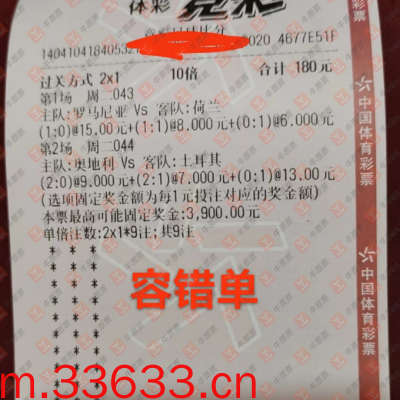 体彩 竞彩
1404104184053 020 4677E51F
过关方式 2x1 10倍 合计 180元
第1场 周二043
主队:罗马尼亚 Vs 客队:荷兰
(1:0)@15.00元+(1:1)@8.000元+(0:1)@6.000元
第2场 周二044
主队:奥地利 Vs 客队:土耳其
(2:0)@9.000元+(2:1)@7.000元+(0:1)@13.00元
(选项固定奖金额为每1元投注对应的奖金额)
本票最高可能固定奖金:3,900.00元
单倍注数:2x1*9注;共9注
容错单
中国体育彩票
中国体育彩票
m.33633.cn